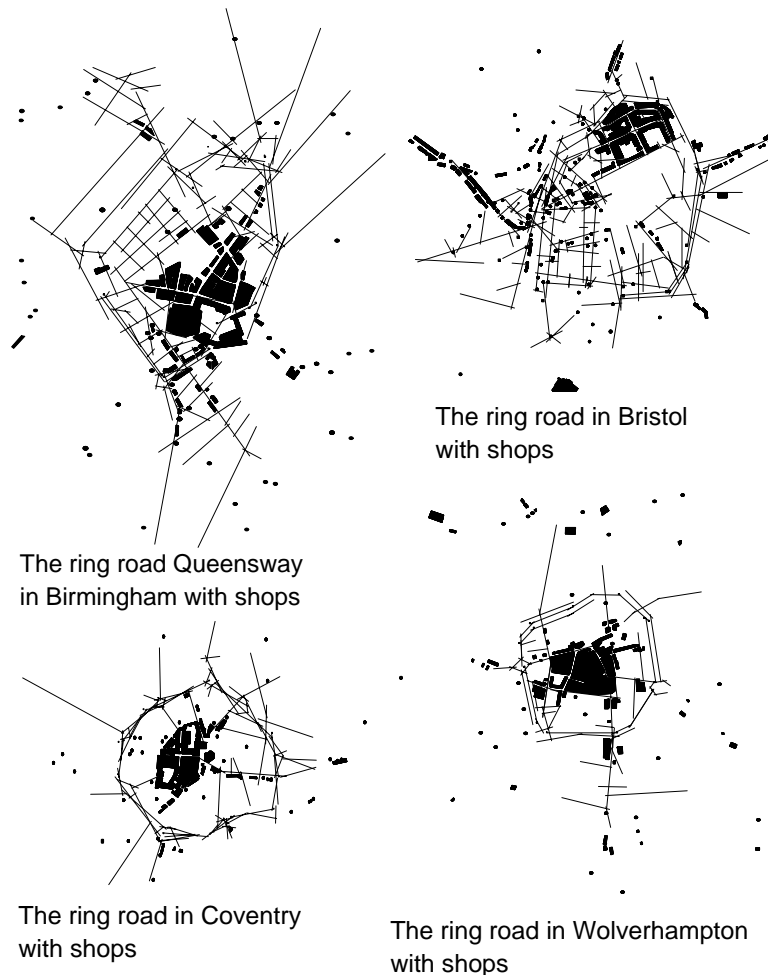 The ring road in Bristol
with shops
The ring road Queensway
in Birmingham with shops
The ring road in Coventry
with shops
The ring road in Wolverhampton
with shops